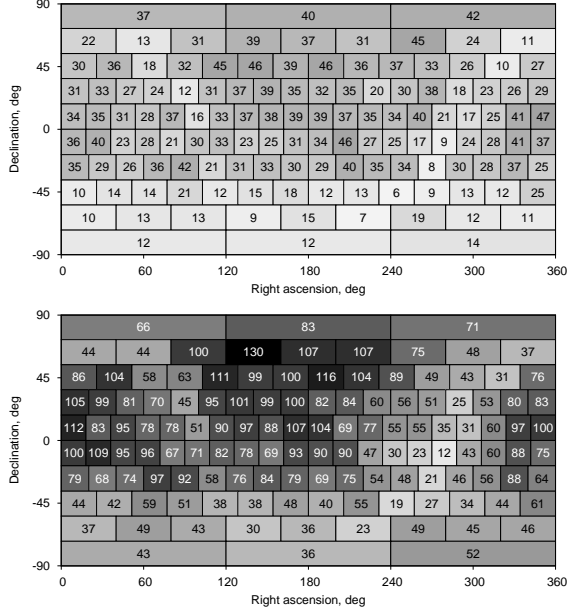 90
37 40 42
22 13 31 39 37 31 45 24 11
45
30 36 18 32 45 46 39 46 36 37 33 26 10 27
31 33 27 24 12 31 37 39 35 32 35 20 30 38 18 23 26 29
34 35 31 28 37 16 33 37 38 39 39 37 35 34 40 21 17 25 41 47
0
36 40 23 28 21 30 33 23 25 31 34 46 27 25 17 9 24 28 41 37
35 29 26 36 42 21 31 33 30 40 35 34 8 30 28 37 25
-45
10 14 14 21 12 15 18 12 13 6 9 13 12 25
10 13 13 9 15 7 19 12 11
12 12 14
-90
0 60 120 180 240 300 360
Right ascension, deg
Declination, deg
90
66 83 71
44 44 100 130 107 107 75 48 37
45
86 104 58 63 111 99 100 116 104 89 49 43 31 76
105 99 81 70 45 95 101 99 100 82 84 60 56 51 25 53 80 83
112 83 95 78 78 51 90 97 88 107 104 69 77 55 55 35 31 60 97 100
0
100 109 95 96 67 71 82 78 69 93 90 90 47 30 23 12 43 60 88 75
79 68 74 97 92 58 76 84 79 69 75 54 48 21 46 56 88 64
-45
44 42 59 51 38 38 48 40 55 19 27 34 44 61
37 49 43 30 36 23 49 45 46
43 36 52
-90
0 60 120 180 240 300 360
Right ascension, deg
Declination, deg